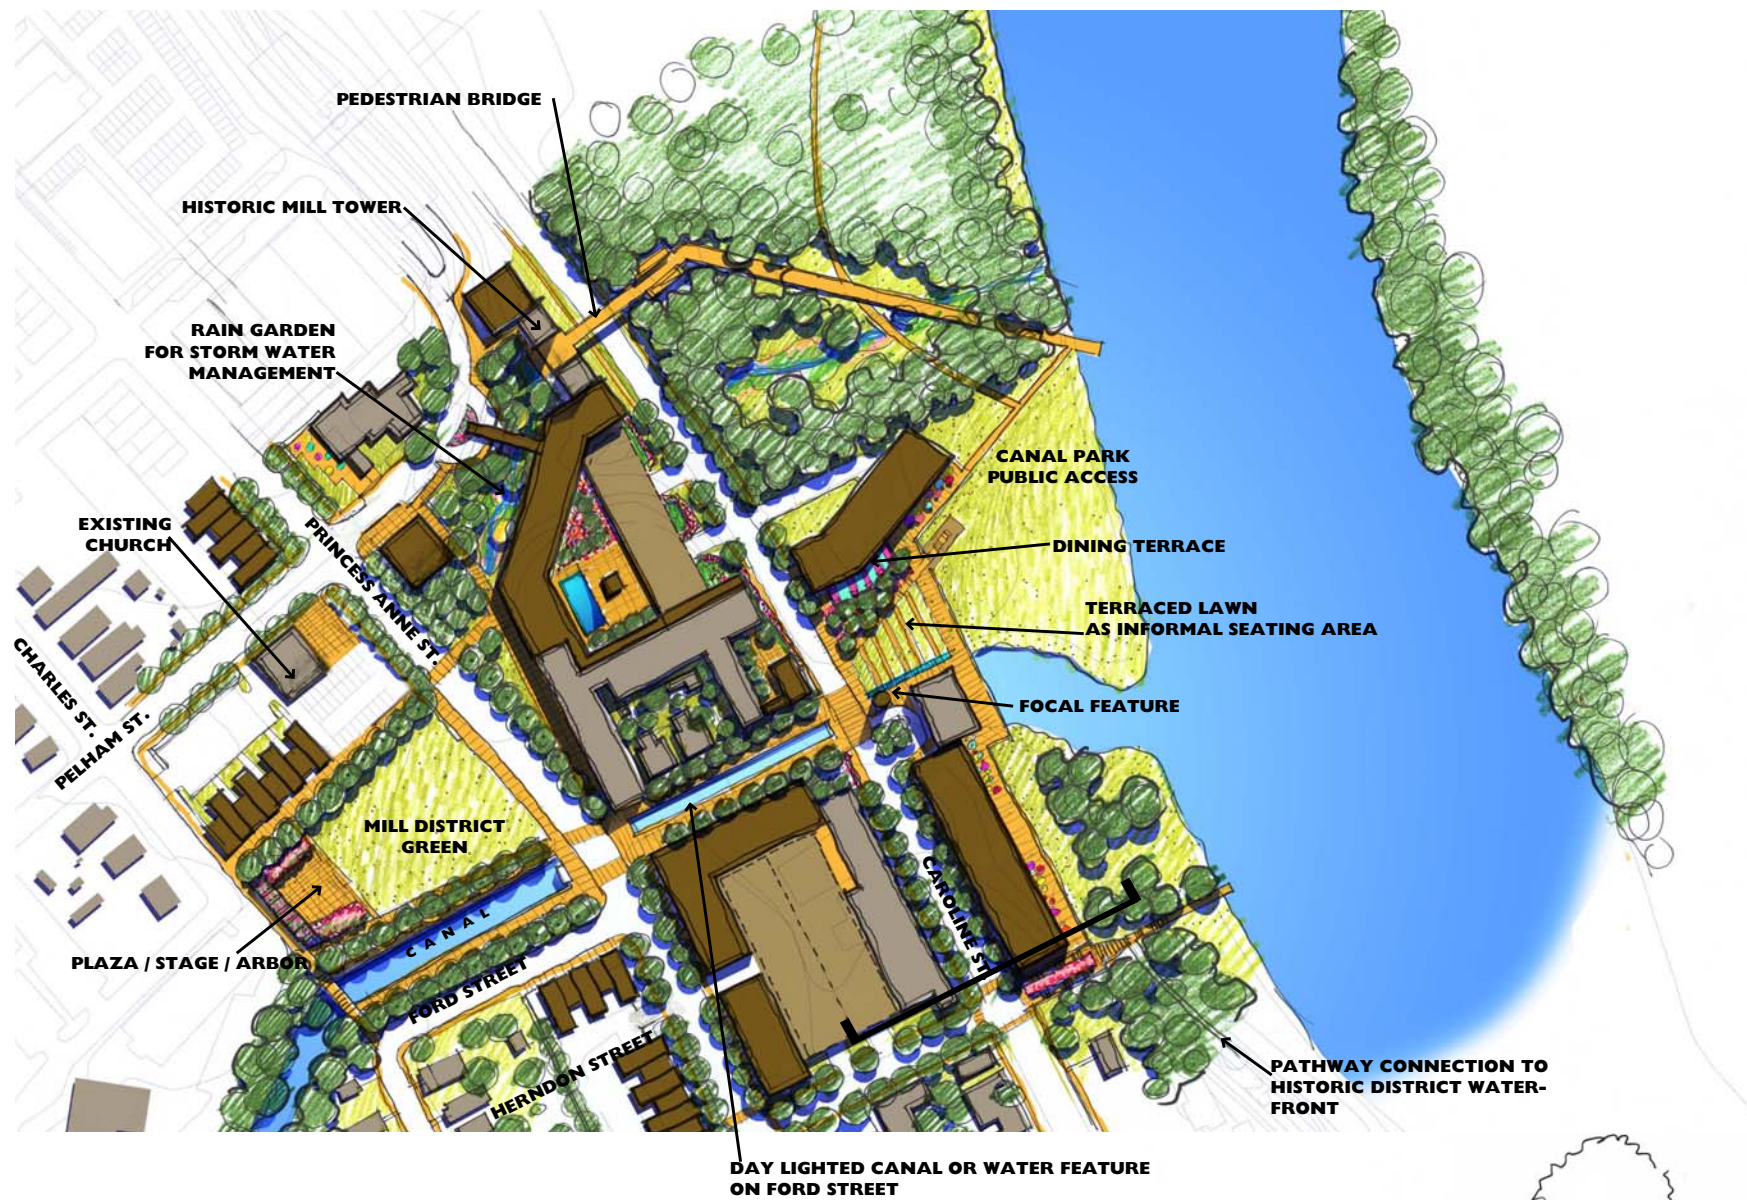 PEDESTRIAN BRIDGE
HISTORIC MILL TOWER
RAIN GARDEN
FOR STORM WATER
MANAGEMENT
CANAL PARK
PUBLIC ACCESS
EXISTING
CHURCH
PRINCESS ANNE ST.
DINING TERRACE
TERRACED LAWN
AS INFORMAL SEATING AREA
CHARLES ST.
PELHAM ST.
FOCAL FEATURE
MILL DISTRICT
GREEN
CANAL
CAROLINE ST.
PLAZA / STAGE / ARBOR
FORD STREET
HERNDON STREET
PATHWAY CONNECTION TO
HISTORIC DISTRICT WATER-
FRONT
DAY LIGHTED CANAL OR WATER FEATURE
ON FORD STREET